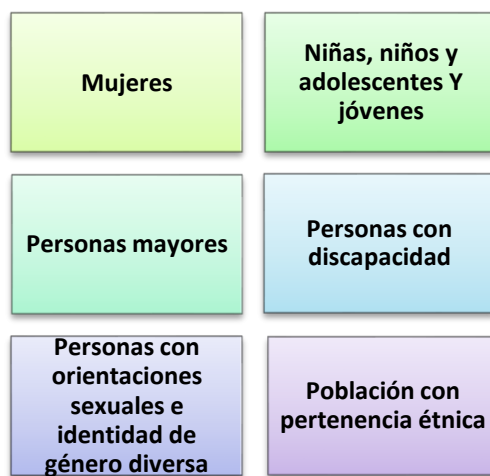 Mujeres
Niñas, niños y
adolescentes Y
jóvenes
Personas mayores
Personas con
discapacidad
Personas con
orientaciones
sexuales e
identidad de
género diversa
Población con
pertenencia étnica